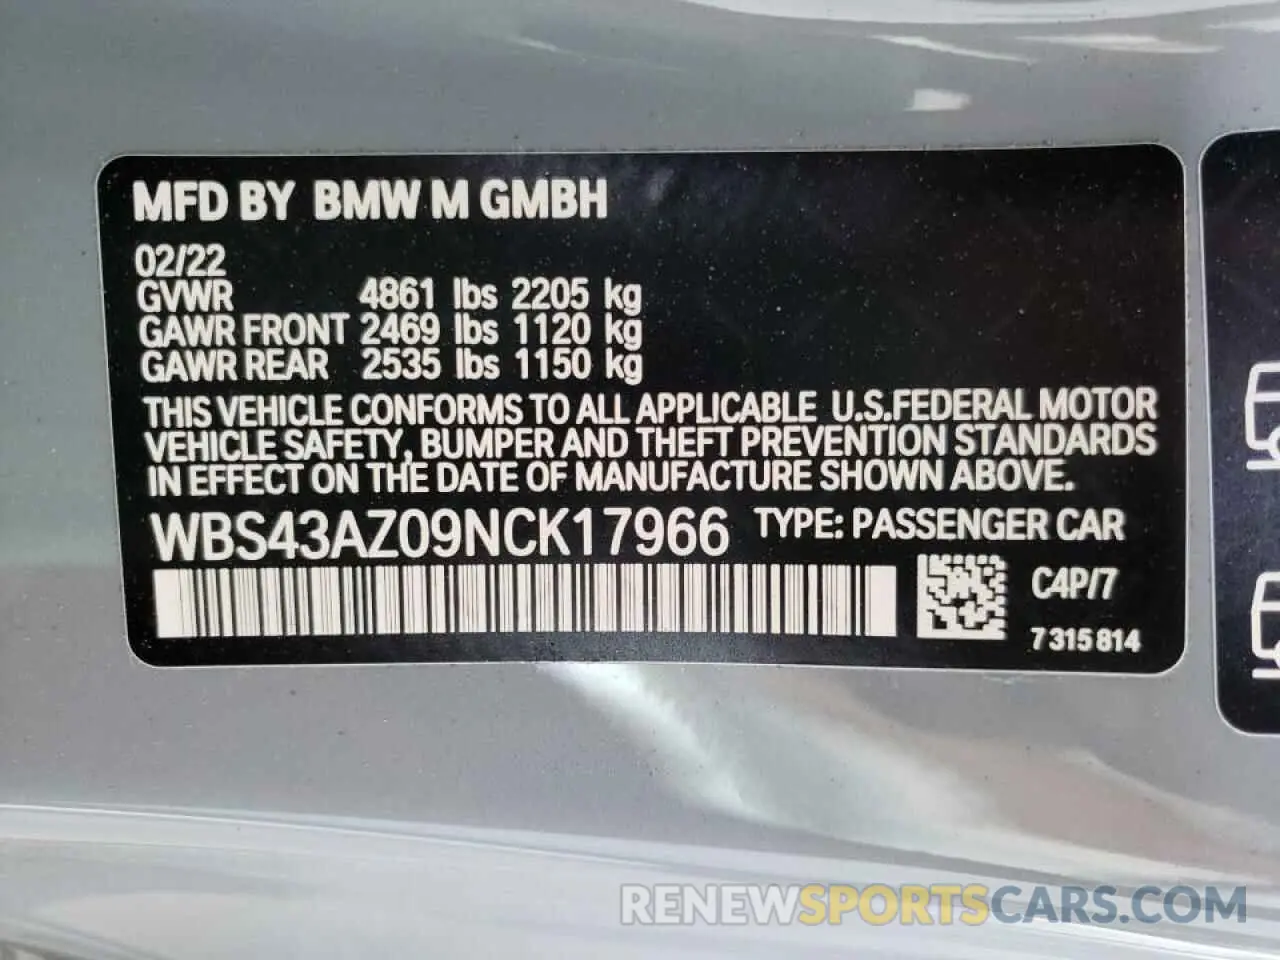 MFD BY BMW M GMBH
02/22
GVWR 4861 lbs 2205 kg
GAWR FRONT 2469 lbs 1120 kg
GAWR REAR 2535 lbs 1150 kg
THIS VEHICLE CONFORMS TO ALL APPLICABLE U.S.FEDERAL MOTOR
VEHICLE SAFETY, BUMPER AND THEFT PREVENTION STANDARDS
IN EFFECT ON THE DATE OF MANUFACTURE SHOWN ABOVE.
WBS43AZ09NCK17966 TYPE: PASSENGER CAR
C4P/7
7 315 814
RENEWSPORTSCARS.COM